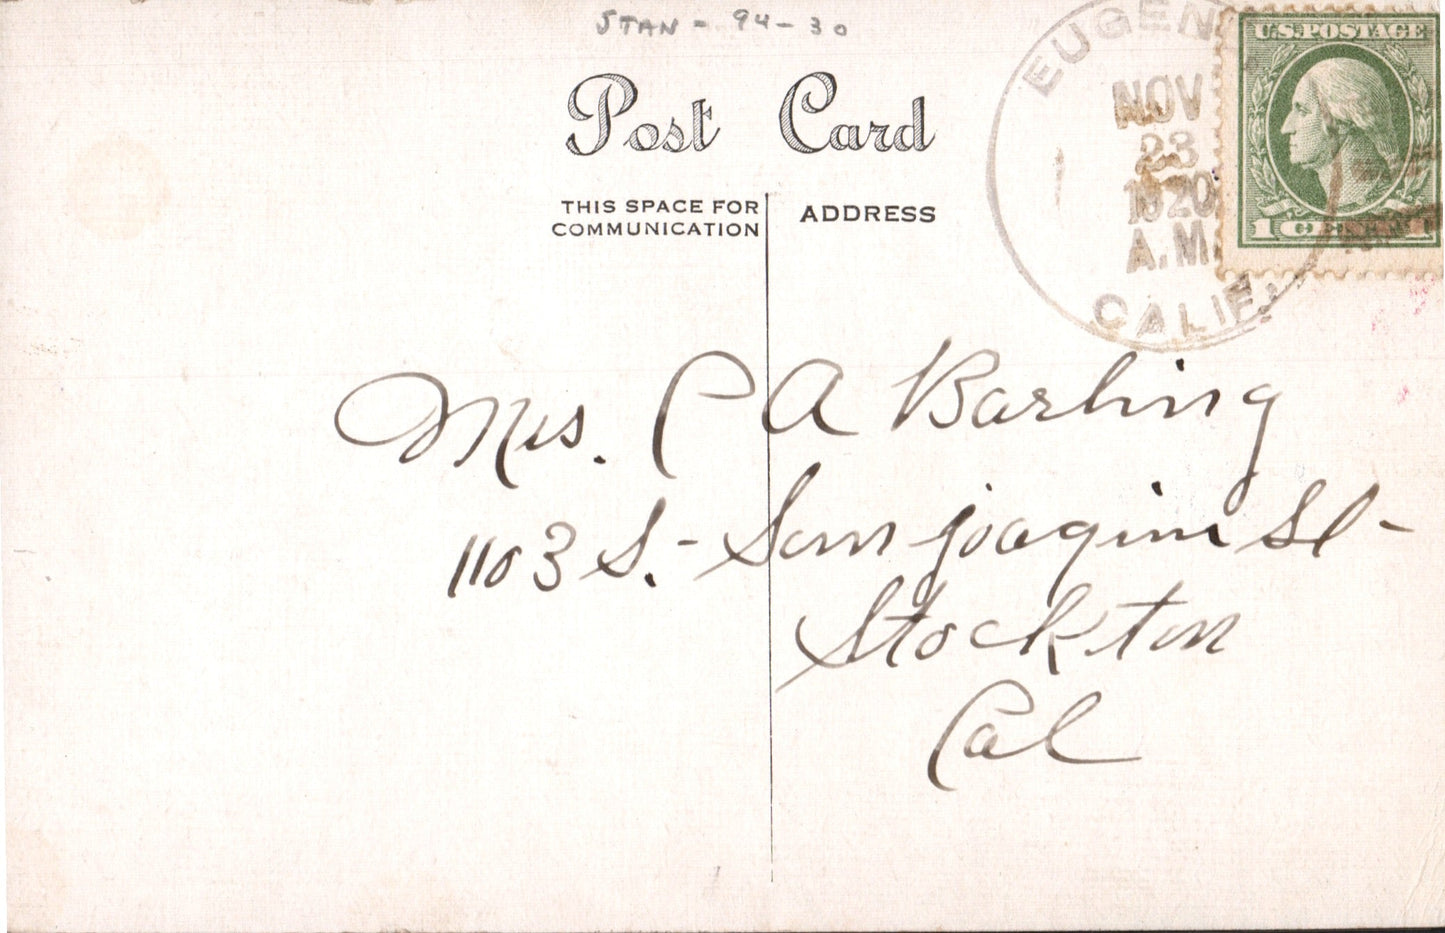 STAN - 94-30
Post Card
THIS SPACE FOR
COMMUNICATION
ADDRESS
EUGEN
NOV
23
1920
A.M.
CALIF.
U.S. POSTAGE
1 CENT 1
Mrs. C A Barling
1103 S. - San joaquin St -
Stockton
Cal